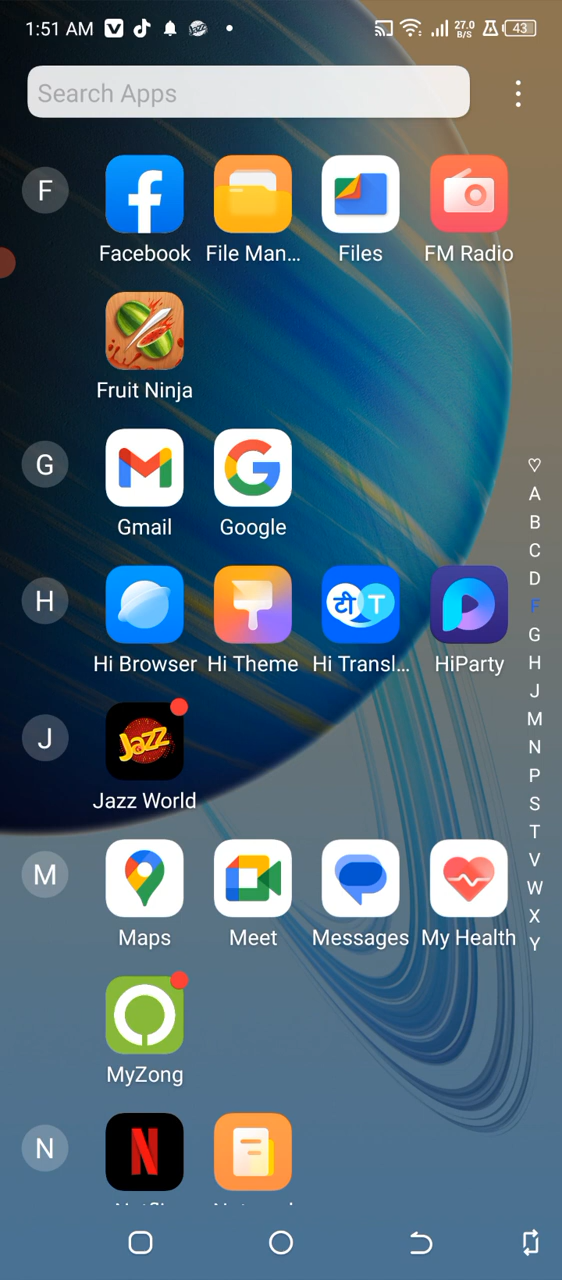 1:51 AM 27.0 B/S 43
Search Apps
F
Facebook File Man... Files FM Radio
Fruit Ninja
G
Gmail Google
H
टी T
Hi Browser Hi Theme Hi Transl... HiParty
J
Jazz
Jazz World
M
Maps Meet Messages My Health
MyZong
N
N
A
B
C
D
F
G
H
J
M
N
P
S
T
V
W
X
Y